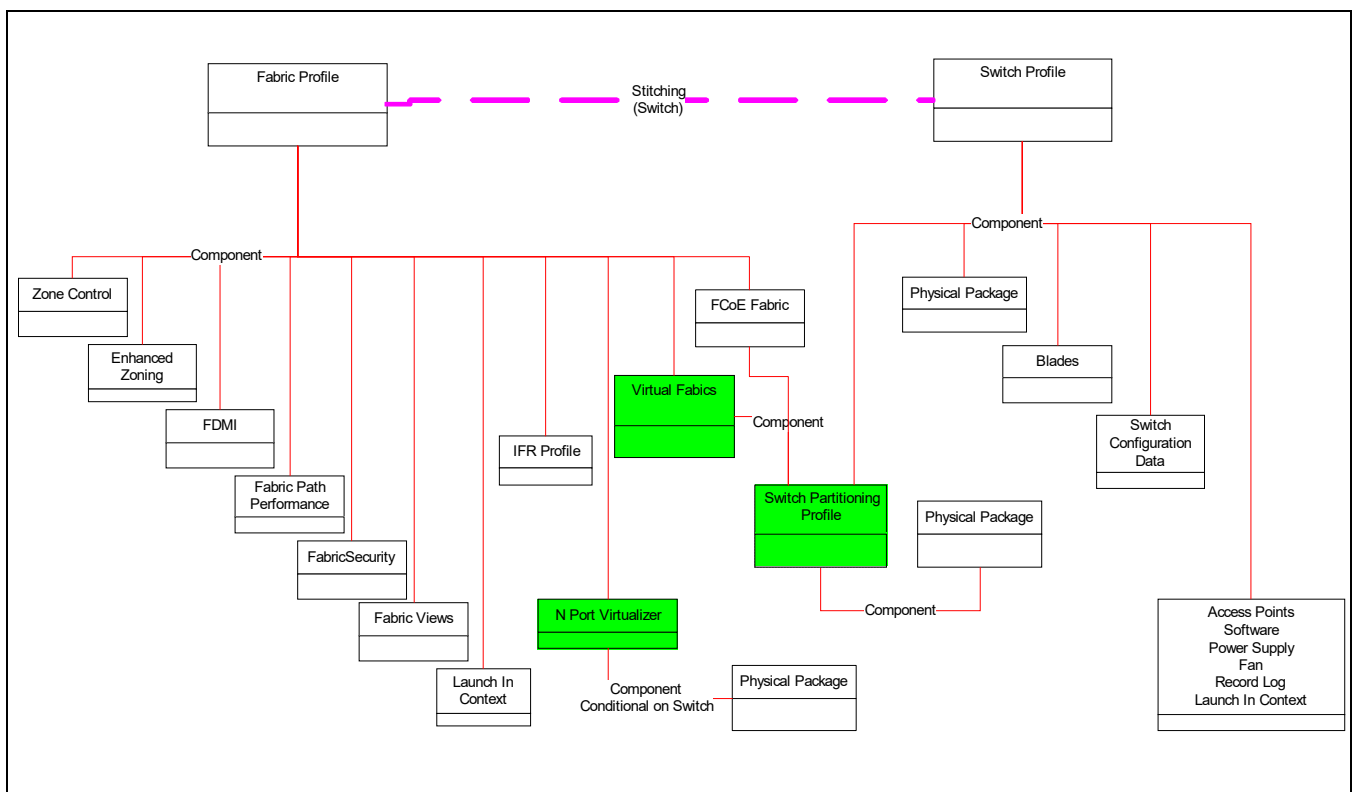 Fabric Profile
Switch Profile
Stitching
(Switch)
Component
Component
Zone Control
Physical Package
FCoE Fabric
Enhanced
Zoning
Blades
Virtual Fabics
Component
FDMI
IFR Profile
Switch
Configuration
Data
Fabric Path
Performance
Switch Partitioning
Profile
Physical Package
FabricSecurity
Fabric Views
N Port Virtualizer
Component
Access Points
Software
Power Supply
Fan
Record Log
Launch In Context
Launch In
Context
Component
Conditional on Switch
Physical Package